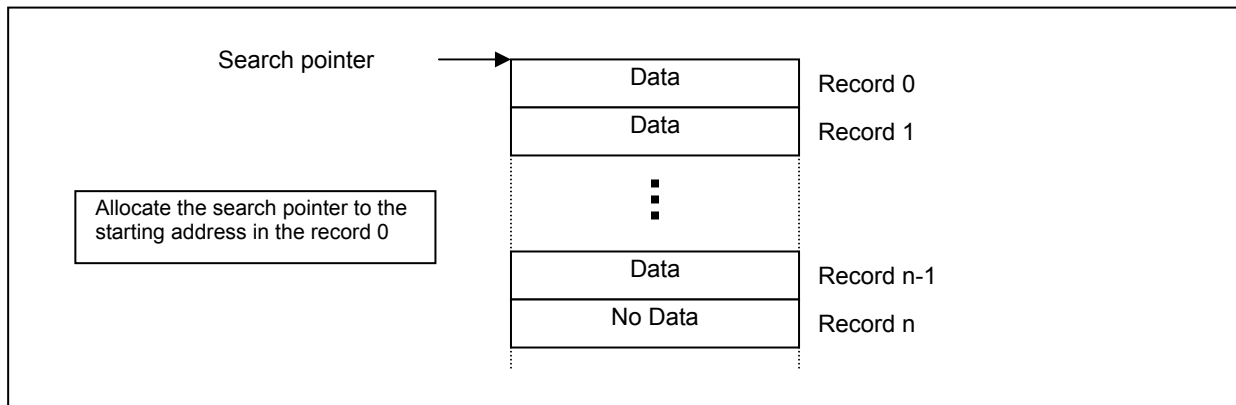 Search pointer
Data
Record 0
Data
Record 1
Allocate the search pointer to the
starting address in the record 0
Data
Record n-1
No Data
Record n